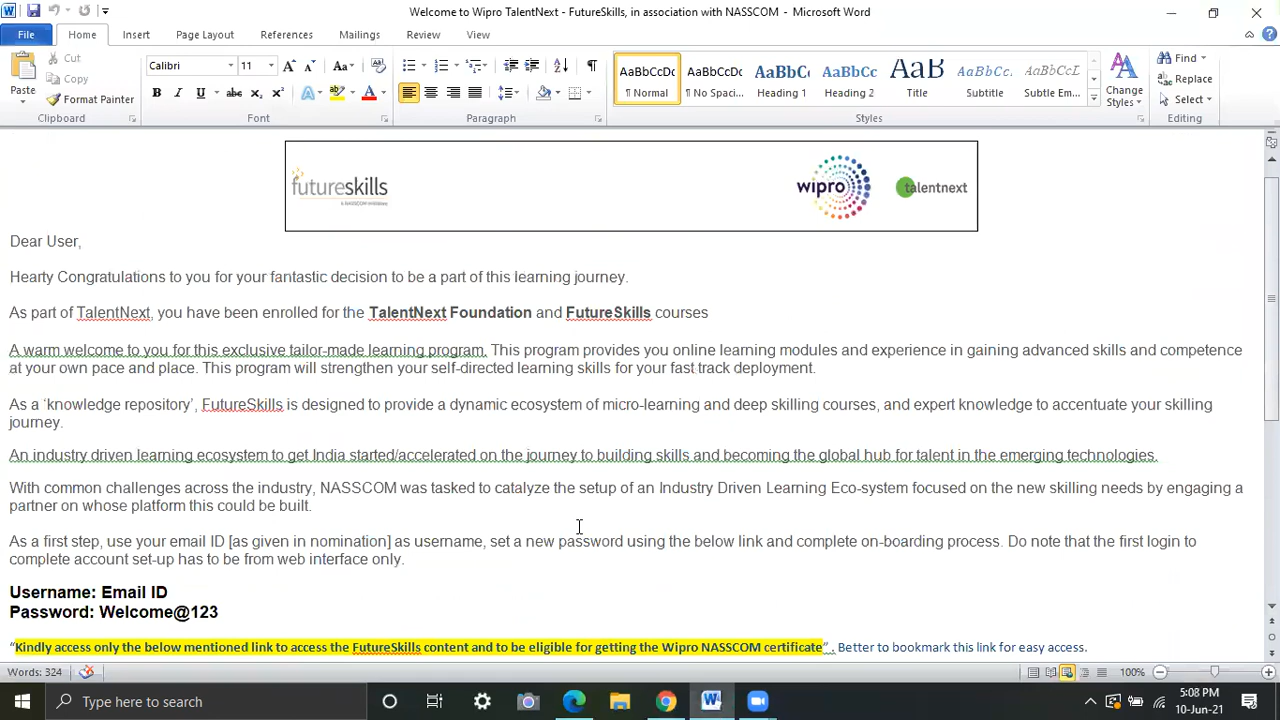 Welcome to Wipro TalentNext - FutureSkills, in association with NASSCOM - Microsoft Word
File Home Insert Page Layout References Mailings Review View
Paste
Cut
Copy
Format Painter
Clipboard
Calibri 11
Font
Paragraph
AaBbCcDc AaBbCcDc AaBbC AaBbCc AaB AaBbCcL AaBbCcL
¶ Normal ¶ No Spaci... Heading 1 Heading 2 Title Subtitle Subtle Em...
Change Styles
Styles
Find
Replace
Select
Editing
futureskills
A NASSCOM Initiative
wipro
talentnext
Dear User,
Hearty Congratulations to you for your fantastic decision to be a part of this learning journey.
As part of TalentNext, you have been enrolled for the TalentNext Foundation and FutureSkills courses
A warm welcome to you for this exclusive tailor-made learning program. This program provides you online learning modules and experience in gaining advanced skills and competence
at your own pace and place. This program will strengthen your self-directed learning skills for your fast track deployment.
As a ‘knowledge repository’, FutureSkills is designed to provide a dynamic ecosystem of micro-learning and deep skilling courses, and expert knowledge to accentuate your skilling
journey.
An industry driven learning ecosystem to get India started/accelerated on the journey to building skills and becoming the global hub for talent in the emerging technologies.
With common challenges across the industry, NASSCOM was tasked to catalyze the setup of an Industry Driven Learning Eco-system focused on the new skilling needs by engaging a
partner on whose platform this could be built.
As a first step, use your email ID [as given in nomination] as username, set a new password using the below link and complete on-boarding process. Do note that the first login to
complete account set-up has to be from web interface only.
Username: Email ID
Password: Welcome@123
“Kindly access only the below mentioned link to access the FutureSkills content and to be eligible for getting the Wipro NASSCOM certificate” . Better to bookmark this link for easy access.
Words: 324
100%
Type here to search
5:08 PM
10-Jun-21